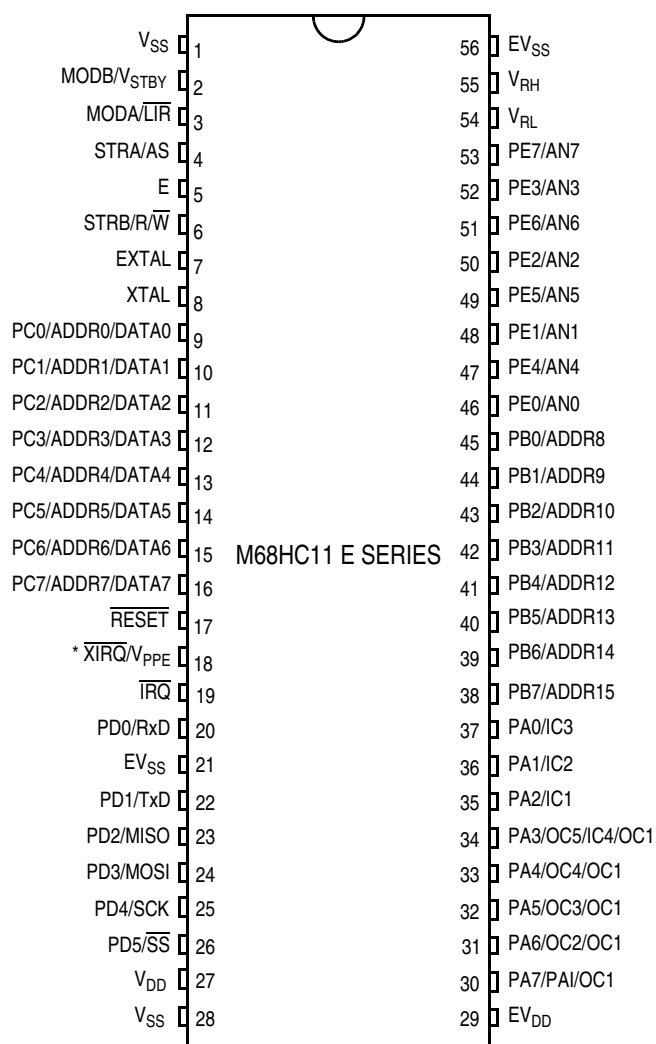 VSS 1
MODB/VSTBY 2
MODA/L̅I̅R̅ 3
STRA/AS 4
E 5
STRB/R/W̅ 6
EXTAL 7
XTAL 8
PC0/ADDR0/DATA0 9
PC1/ADDR1/DATA1 10
PC2/ADDR2/DATA2 11
PC3/ADDR3/DATA3 12
PC4/ADDR4/DATA4 13
PC5/ADDR5/DATA5 14
PC6/ADDR6/DATA6 15
PC7/ADDR7/DATA7 16
R̅E̅S̅E̅T̅ 17
* X̅I̅R̅Q̅/VPPE 18
I̅R̅Q̅ 19
PD0/RxD 20
EVSS 21
PD1/TxD 22
PD2/MISO 23
PD3/MOSI 24
PD4/SCK 25
PD5/S̅S̅ 26
VDD 27
VSS 28
M68HC11 E SERIES
56 EVSS
55 VRH
54 VRL
53 PE7/AN7
52 PE3/AN3
51 PE6/AN6
50 PE2/AN2
49 PE5/AN5
48 PE1/AN1
47 PE4/AN4
46 PE0/AN0
45 PB0/ADDR8
44 PB1/ADDR9
43 PB2/ADDR10
42 PB3/ADDR11
41 PB4/ADDR12
40 PB5/ADDR13
39 PB6/ADDR14
38 PB7/ADDR15
37 PA0/IC3
36 PA1/IC2
35 PA2/IC1
34 PA3/OC5/IC4/OC1
33 PA4/OC4/OC1
32 PA5/OC3/OC1
31 PA6/OC2/OC1
30 PA7/PAI/OC1
29 EVDD